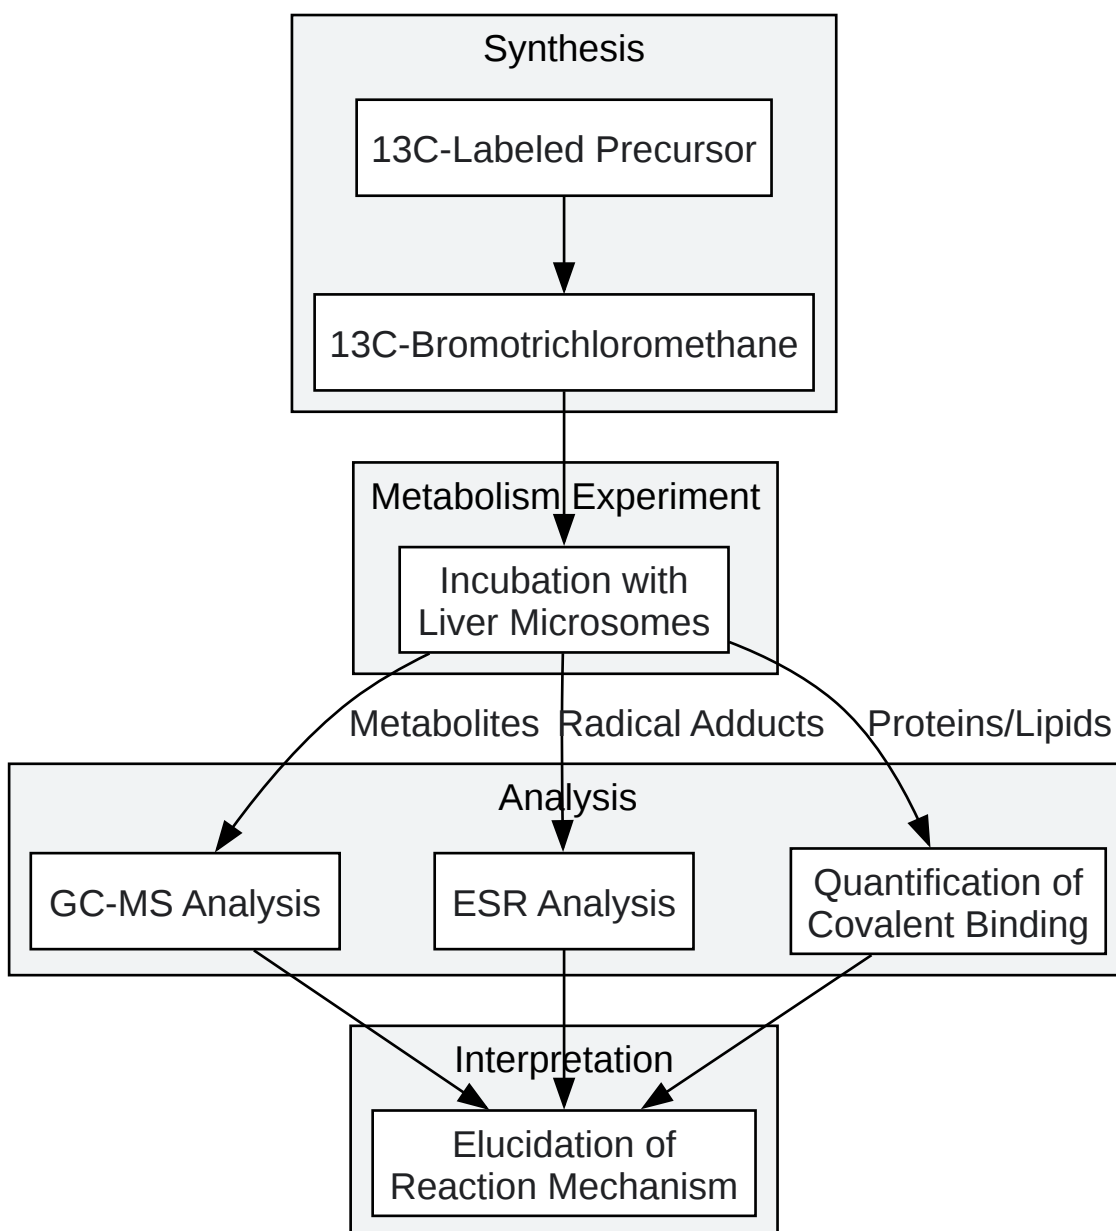 Synthesis
13C-Labeled Precursor
13C-Bromotrichloromethane
Metabolism Experiment
Incubation with
Liver Microsomes
Metabolites
Radical Adducts
Proteins/Lipids
Analysis
GC-MS Analysis
ESR Analysis
Quantification of
Covalent Binding
Interpretation
Elucidation of
Reaction Mechanism